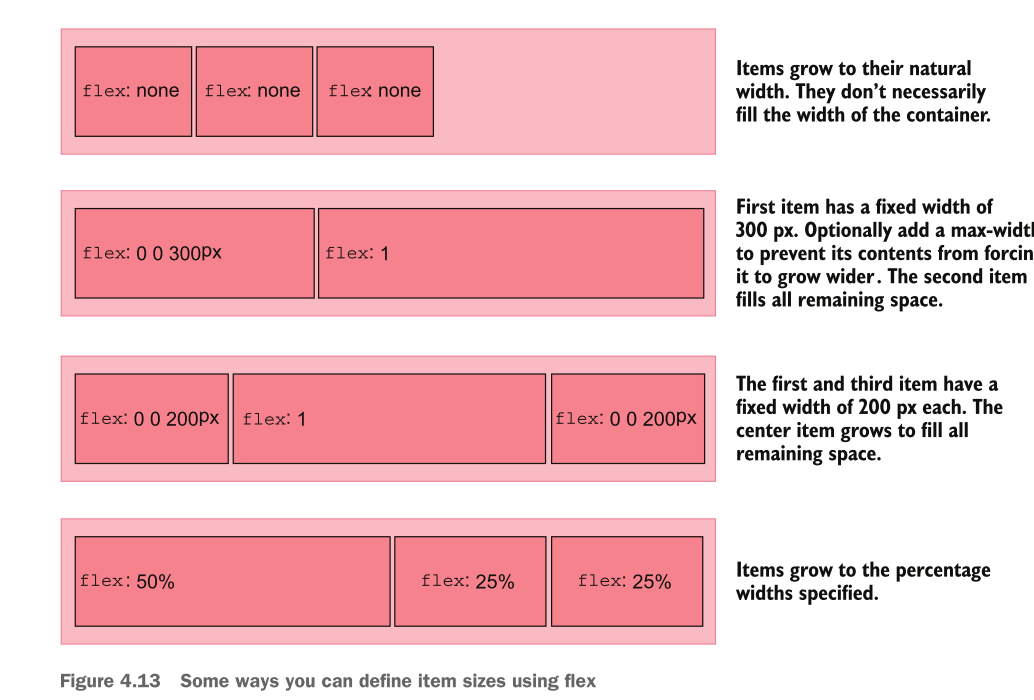 flex: none
flex: none
flex none
Items grow to their natural
width. They don't necessarily
fill the width of the container.
flex: 0 0 300px
flex: 1
First item has a fixed width of
300 px. Optionally add a max-width
to prevent its contents from forcin
it to grow wider. The second item
fills all remaining space.
flex: 0 0 200px
flex: 1
flex: 0 0 200px
The first and third item have a
fixed width of 200 px each. The
center item grows to fill all
remaining space.
flex: 50%
flex: 25%
flex: 25%
Items grow to the percentage
widths specified.
Figure 4.13 Some ways you can define item sizes using flex